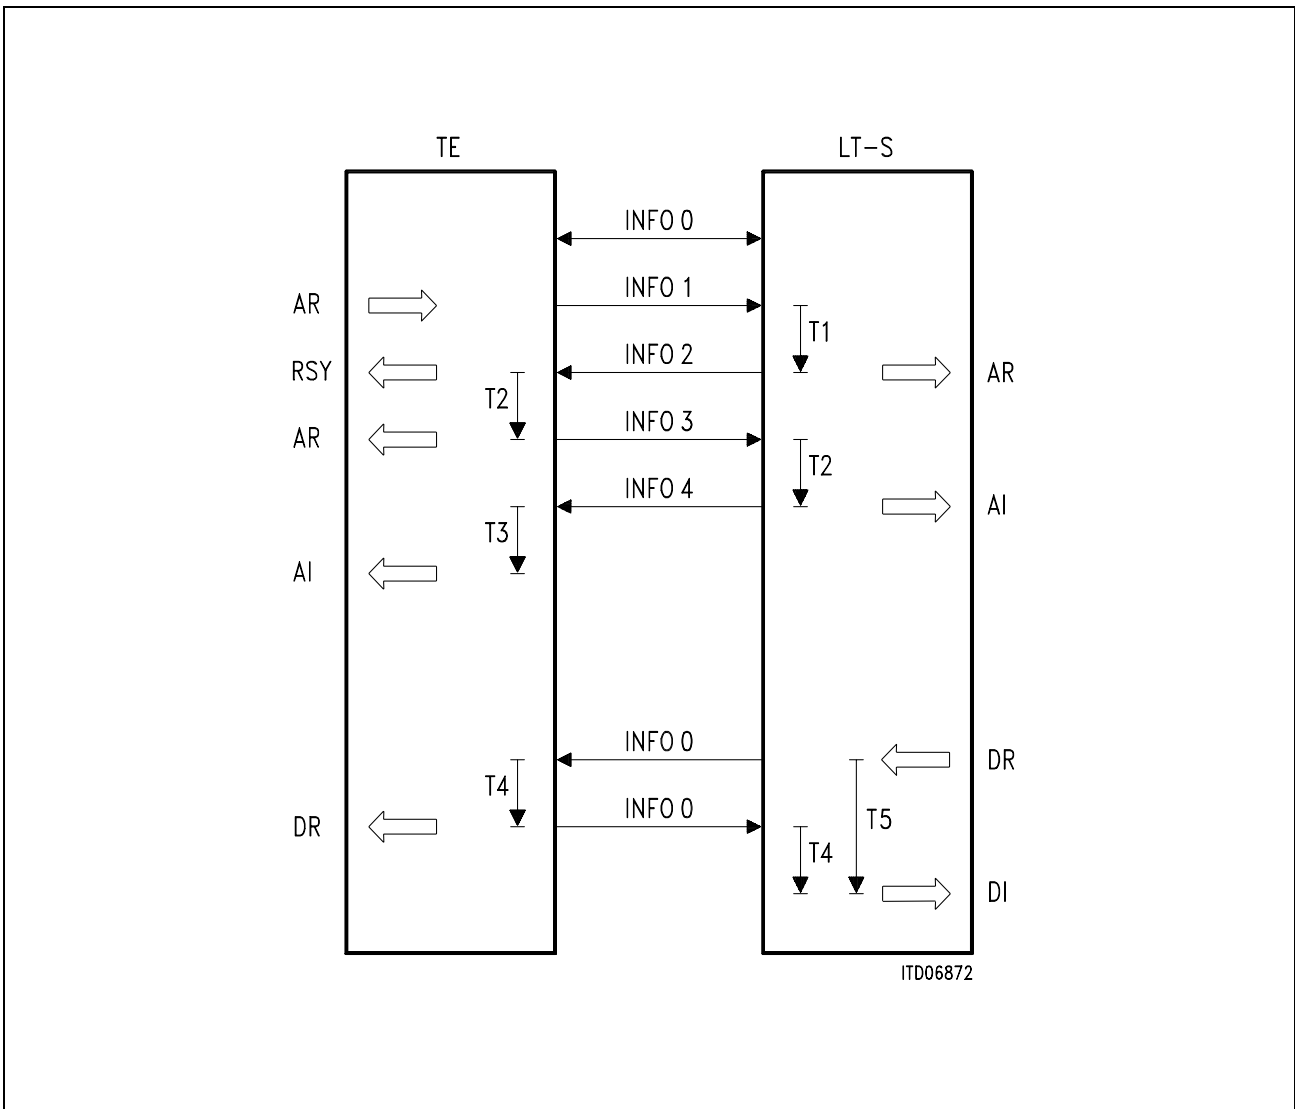 TE LT-S
INFO 0
AR INFO 1
T1
RSY INFO 2 AR
T2
AR INFO 3
T2
INFO 4 AI
T3
AI
INFO 0 DR
T4
DR INFO 0 T5
T4
DI
ITD06872